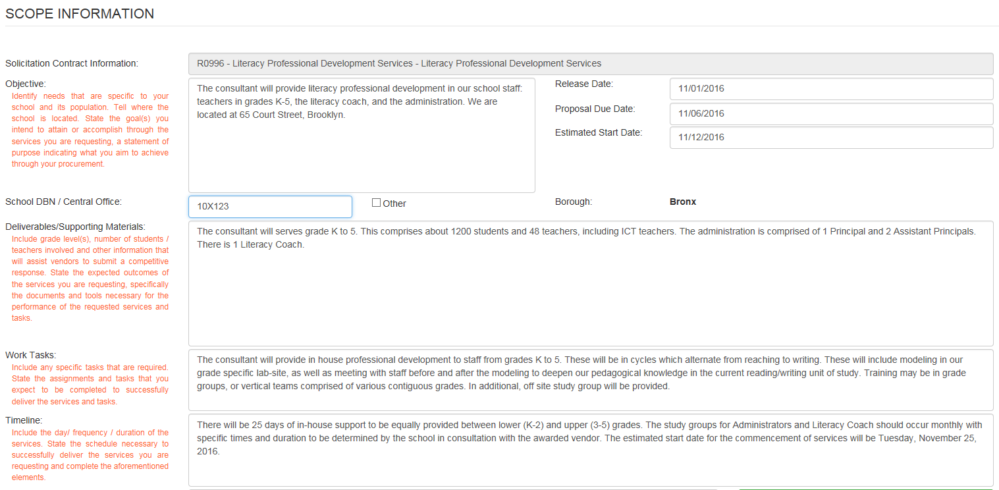 SCOPE INFORMATION
Solicitation Contract Information:
R0996 - Literacy Professional Development Services - Literacy Professional Development Services
Objective:
Identify needs that are specific to your
school and its population. Tell where the
school is located. State the goal(s) you
intend to attain or accomplish through the
services you are requesting, a statement of
purpose indicating what you aim to achieve
through your procurement.
The consultant will provide literacy professional development in our school staff:
teachers in grades K-5, the literacy coach, and the administration. We are
located at 65 Court Street, Brooklyn.
Release Date:
11/01/2016
Proposal Due Date:
11/06/2016
Estimated Start Date:
11/12/2016
School DBN / Central Office:
10X123
Other
Borough:
Bronx
Deliverables/Supporting Materials:
Include grade level(s), number of students /
teachers involved and other information that
will assist vendors to submit a competitive
response. State the expected outcomes of
the services you are requesting, specifically
the documents and tools necessary for the
performance of the requested services and
tasks.
The consultant will serves grade K to 5. This comprises about 1200 students and 48 teachers, including ICT teachers. The administration is comprised of 1 Principal and 2 Assistant Principals.
There is 1 Literacy Coach.
Work Tasks:
Include any specific tasks that are required.
State the assignments and tasks that you
expect to be completed to successfully
deliver the services and tasks.
The consultant will provide in house professional development to staff from grades K to 5. These will be in cycles which alternate from reaching to writing. These will include modeling in our
grade specific lab-site, as well as meeting with staff before and after the modeling to deepen our pedagogical knowledge in the current reading/writing unit of study. Training may be in grade
groups, or vertical teams comprised of various contiguous grades. In additional, off site study group will be provided.
Timeline:
Include the day/ frequency / duration of the
services. State the schedule necessary to
successfully deliver the services you are
requesting and complete the aforementioned
elements.
There will be 25 days of in-house support to be equally provided between lower (K-2) and upper (3-5) grades. The study groups for Administrators and Literacy Coach should occur monthly with
specific times and duration to be determined by the school in consultation with the awarded vendor. The estimated start date for the commencement of services will be Tuesday, November 25,
2016.